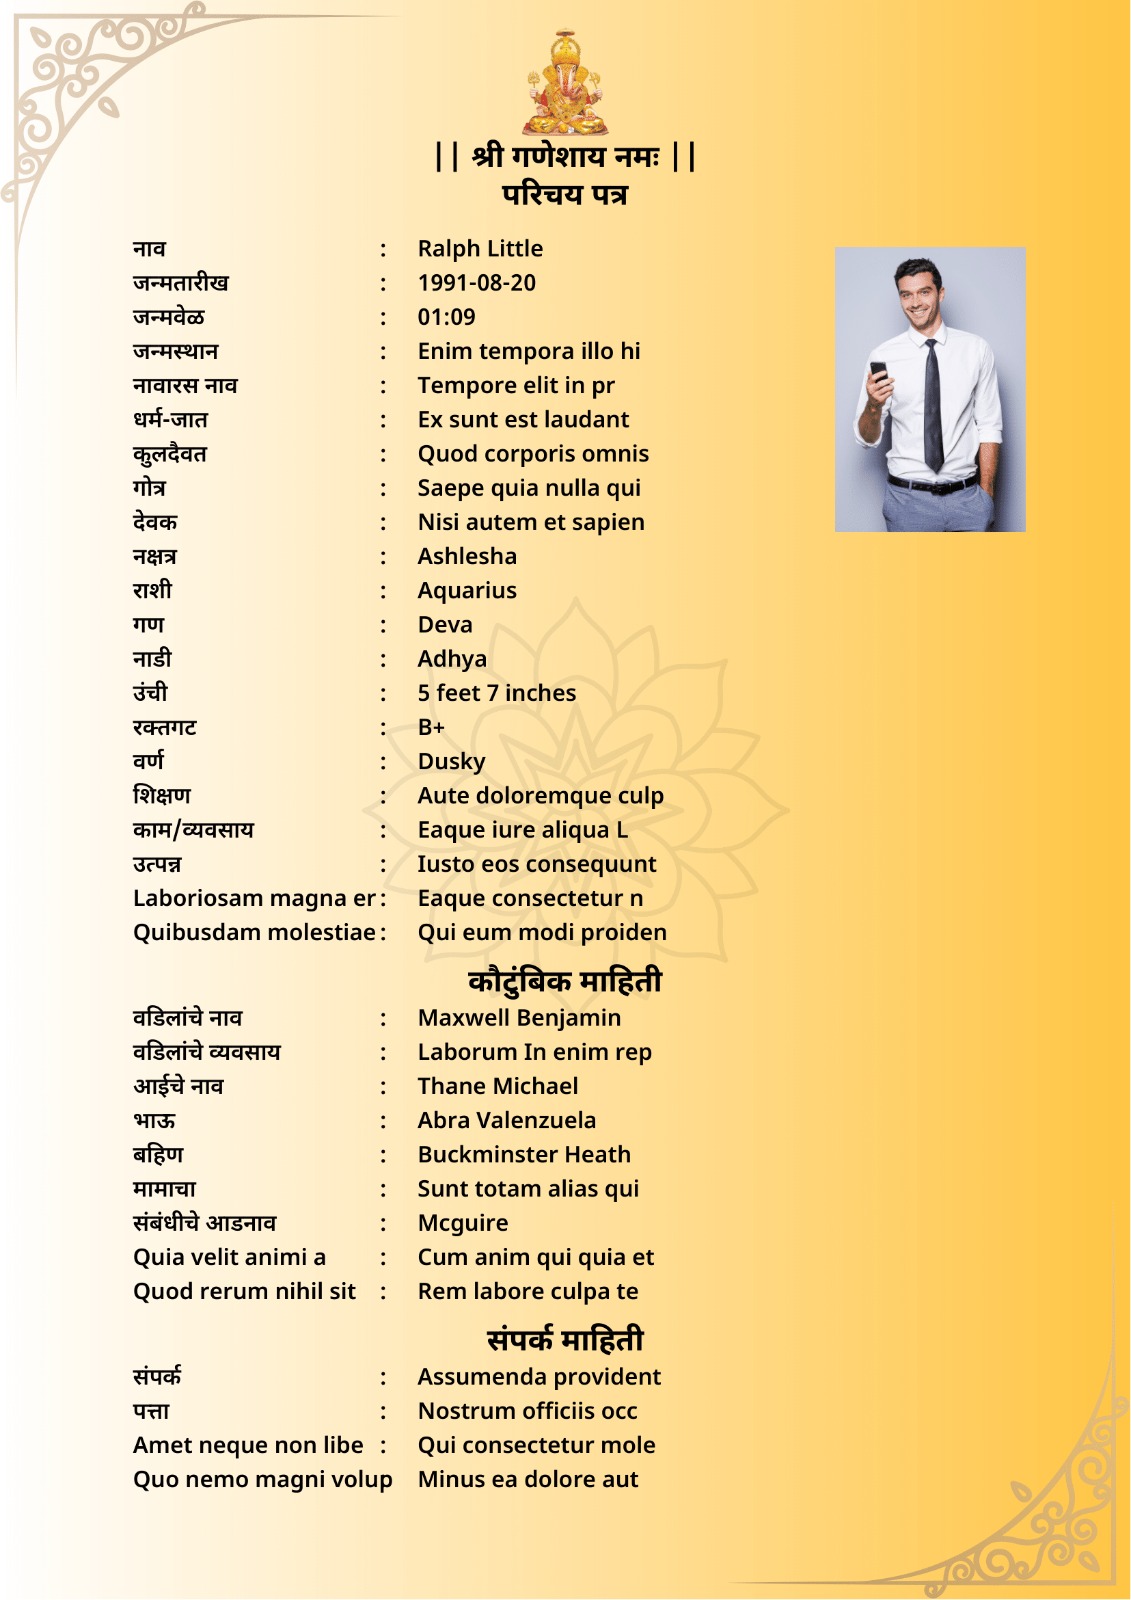 || श्री गणेशाय नमः ||
परिचय पत्र
नाव : Ralph Little
जन्मतारीख : 1991-08-20
जन्मवेळ : 01:09
जन्मस्थान : Enim tempora illo hi
नावारस नाव : Tempore elit in pr
धर्म-जात : Ex sunt est laudant
कुलदैवत : Quod corporis omnis
गोत्र : Saepe quia nulla qui
देवक : Nisi autem et sapien
नक्षत्र : Ashlesha
राशी : Aquarius
गण : Deva
नाडी : Adhya
उंची : 5 feet 7 inches
रक्तगट : B+
वर्ण : Dusky
शिक्षण : Aute doloremque culp
काम/व्यवसाय : Eaque iure aliqua L
उत्पन्न : Iusto eos consequunt
Laboriosam magna er : Eaque consectetur n
Quibusdam molestiae : Qui eum modi proiden
कौटुंबिक माहिती
वडिलांचे नाव : Maxwell Benjamin
वडिलांचे व्यवसाय : Laborum In enim rep
आईचे नाव : Thane Michael
भाऊ : Abra Valenzuela
बहिण : Buckminster Heath
मामाचा : Sunt totam alias qui
संबंधीचे आडनाव : Mcguire
Quia velit animi a : Cum anim qui quia et
Quod rerum nihil sit : Rem labore culpa te
संपर्क माहिती
संपर्क : Assumenda provident
पत्ता : Nostrum officiis occ
Amet neque non libe : Qui consectetur mole
Quo nemo magni volup Minus ea dolore aut